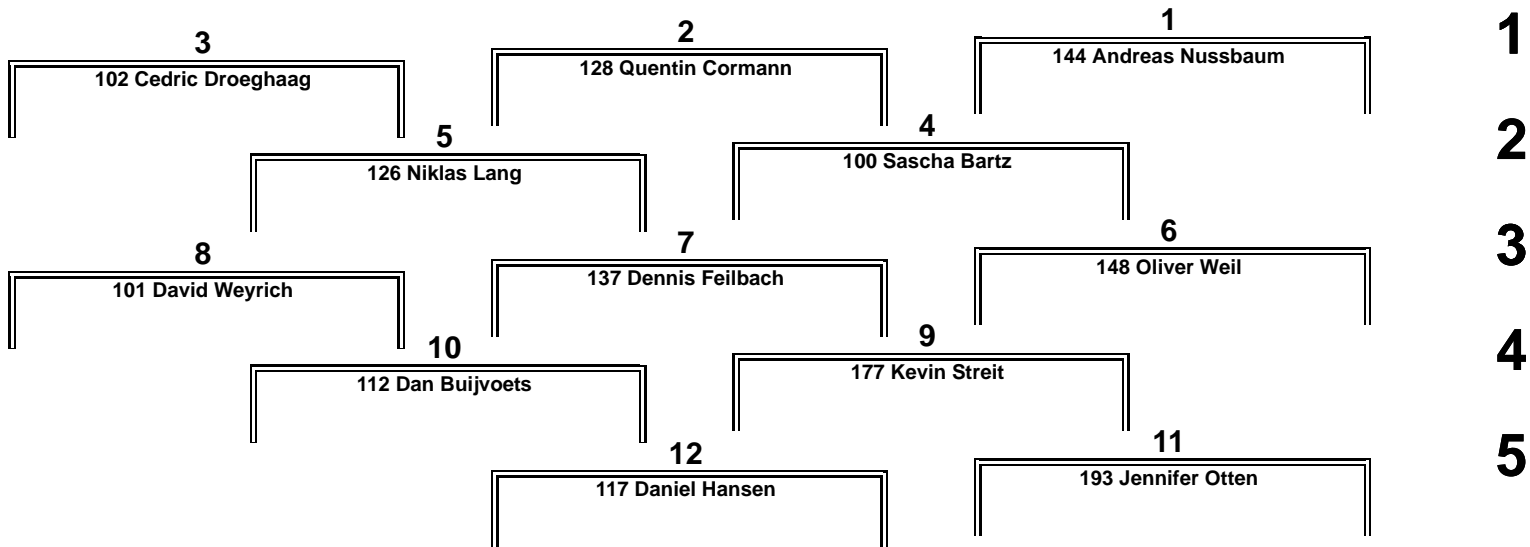 3 2 1 1
102 Cedric Droeghaag 128 Quentin Cormann 144 Andreas Nussbaum
5 4 2
126 Niklas Lang 100 Sascha Bartz
8 7 6 3
101 David Weyrich 137 Dennis Feilbach 148 Oliver Weil
10 9 4
112 Dan Buijvoets 177 Kevin Streit
12 11 5
117 Daniel Hansen 193 Jennifer Otten